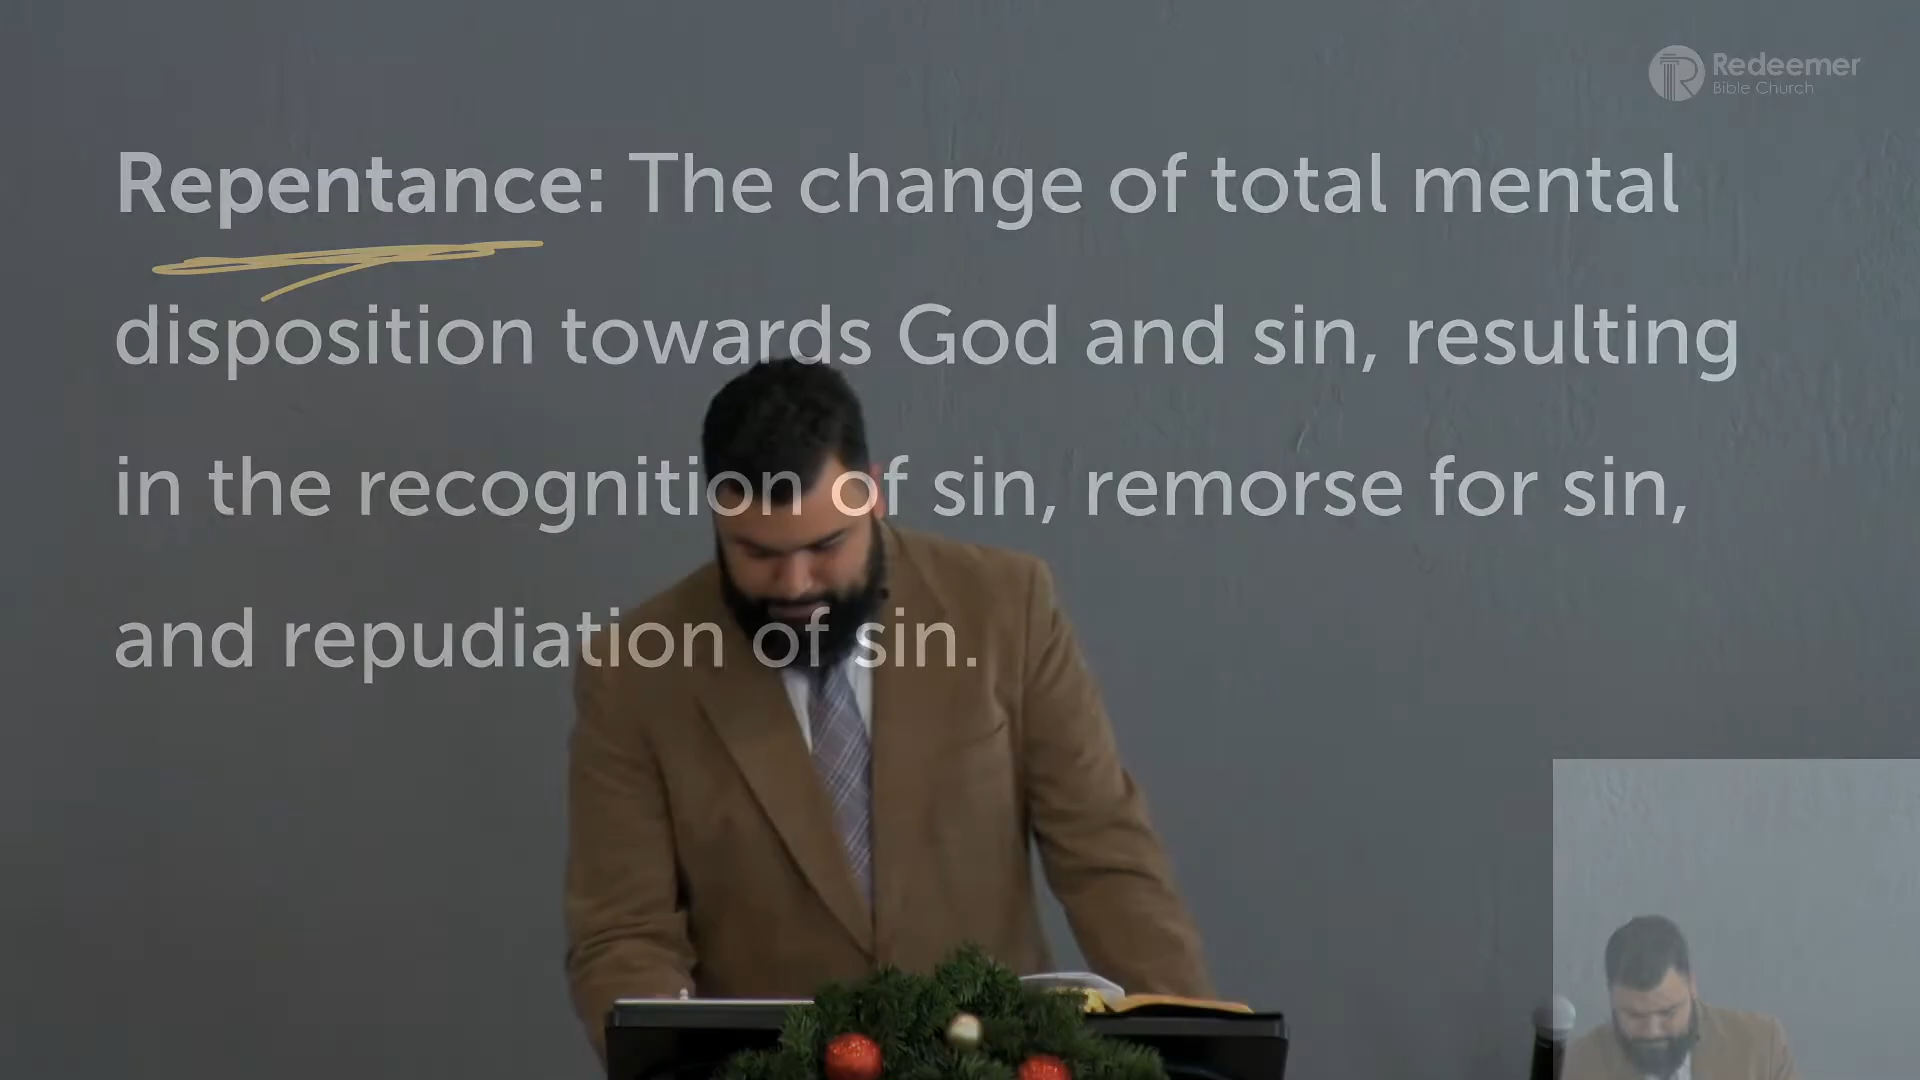 Redeemer
Bible Church
Repentance: The change of total mental
disposition towards God and sin, resulting
in the recognition of sin, remorse for sin,
and repudiation of sin.